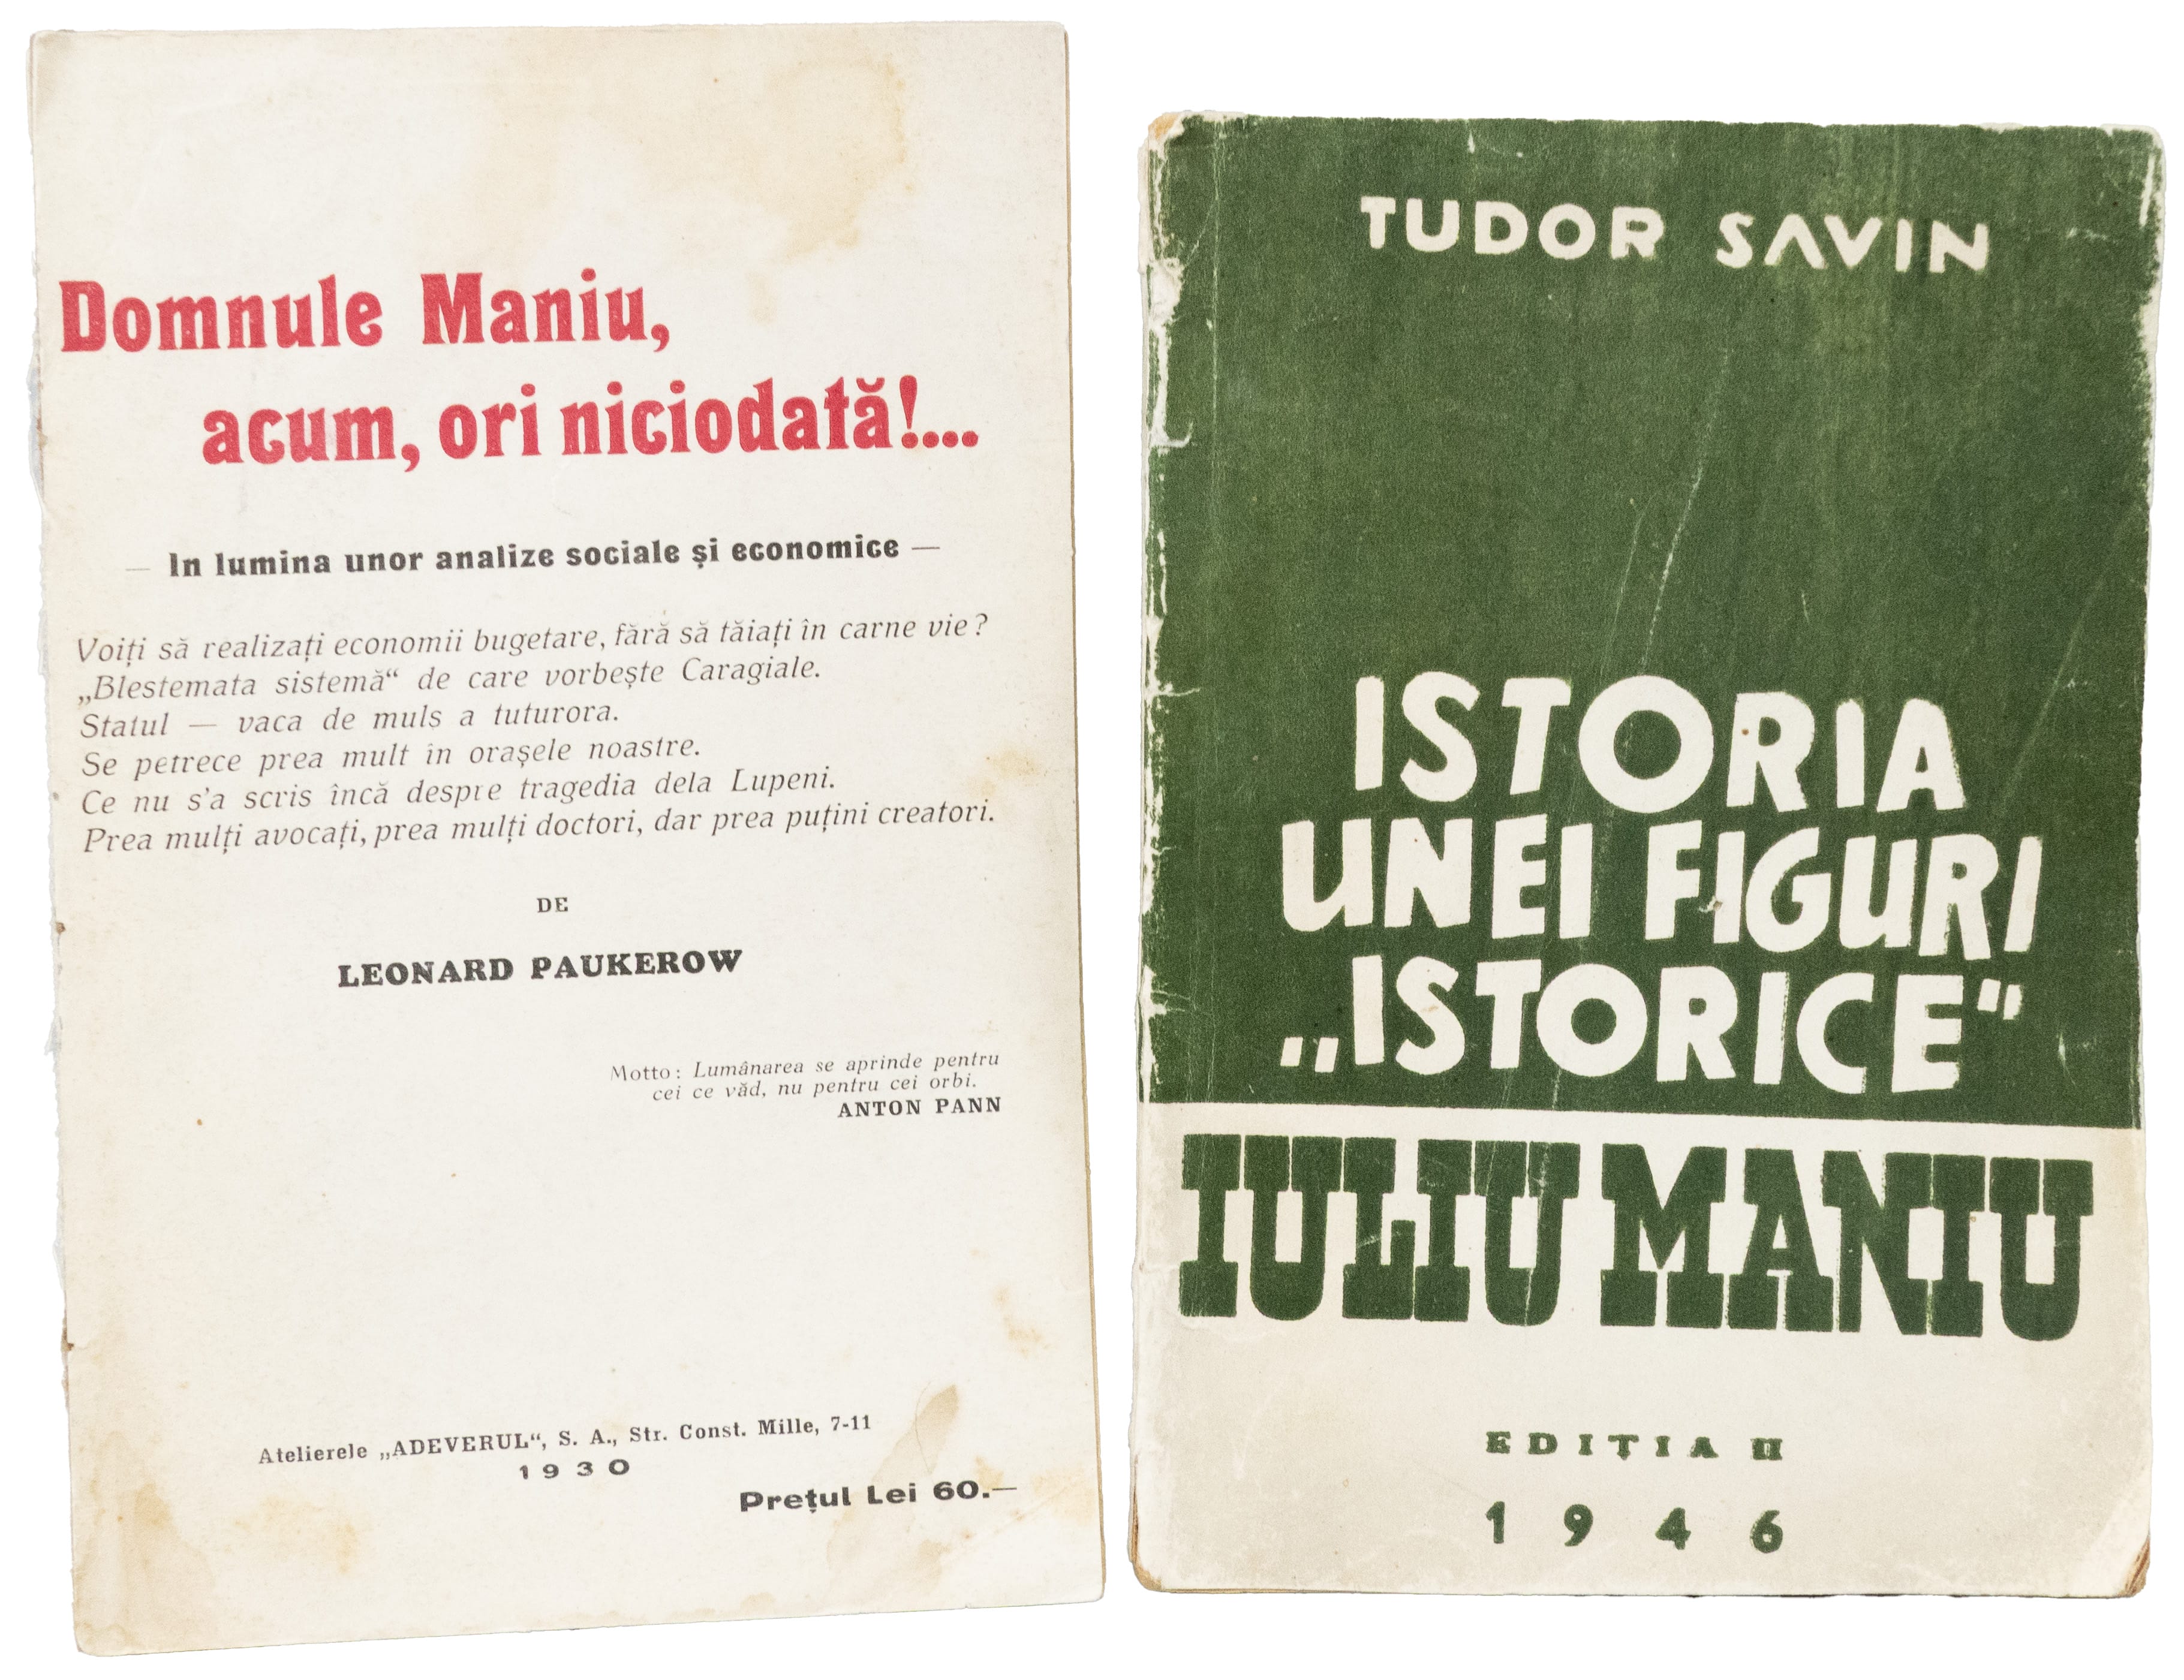 Domnule Maniu,
acum, ori niciodată!...
— In lumina unor analize sociale și economice —
Voiți să realizați economii bugetare, fără să tăiați în carne vie?
„Blestemata sistemă“ de care vorbește Caragiale.
Statul — vaca de muls a tuturora.
Se petrece prea mult în orașele noastre.
Ce nu s'a scris încă despre tragedia dela Lupeni.
Prea mulți avocați, prea mulți doctori, dar prea puțini creatori.
DE
LEONARD PAUKEROW
Motto: Lumânarea se aprinde pentru
cei ce văd, nu pentru cei orbi.
ANTON PANN
Atelierele „ADEVERUL“, S. A., Str. Const. Mille, 7-11
1930
Prețul Lei 60.—
TUDOR SAVIN
ISTORIA
UNEI FIGURI
„ISTORICE”
IULIU MANIU
EDIȚIA II
1946